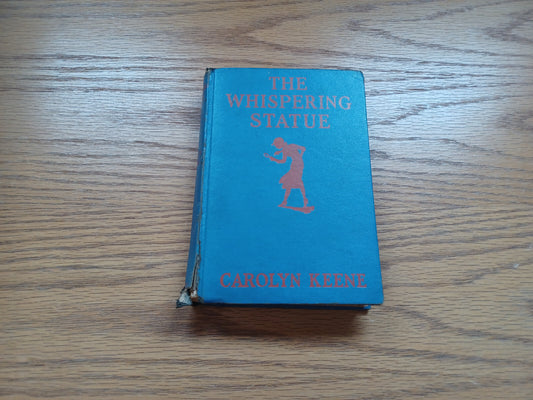 THE
WHISPERING
STATUE
CAROLYN KEENE